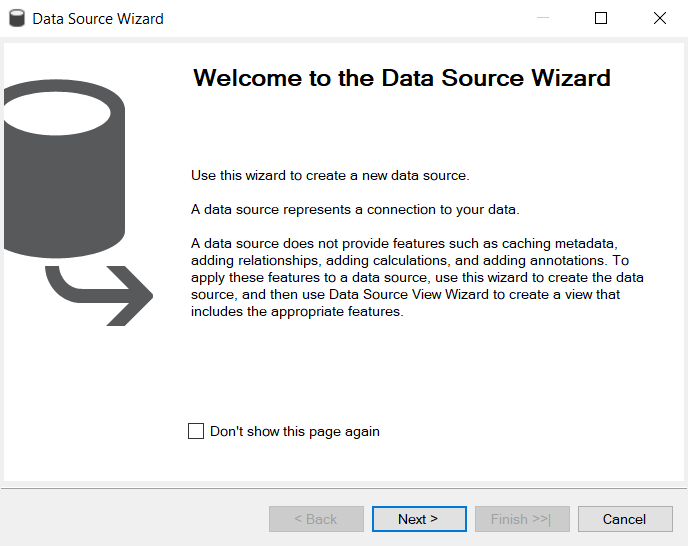 Data Source Wizard
Welcome to the Data Source Wizard
Use this wizard to create a new data source.
A data source represents a connection to your data.
A data source does not provide features such as caching metadata,
adding relationships, adding calculations, and adding annotations. To
apply these features to a data source, use this wizard to create the data
source, and then use Data Source View Wizard to create a view that
includes the appropriate features.
Don't show this page again
< Back Next > Finish >>| Cancel